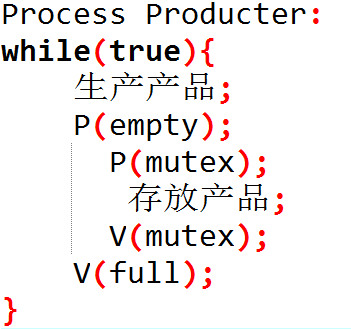 Process Producter:
while(true){
生产产品;
P(empty);
P(mutex);
存放产品;
V(mutex);
V(full);
}